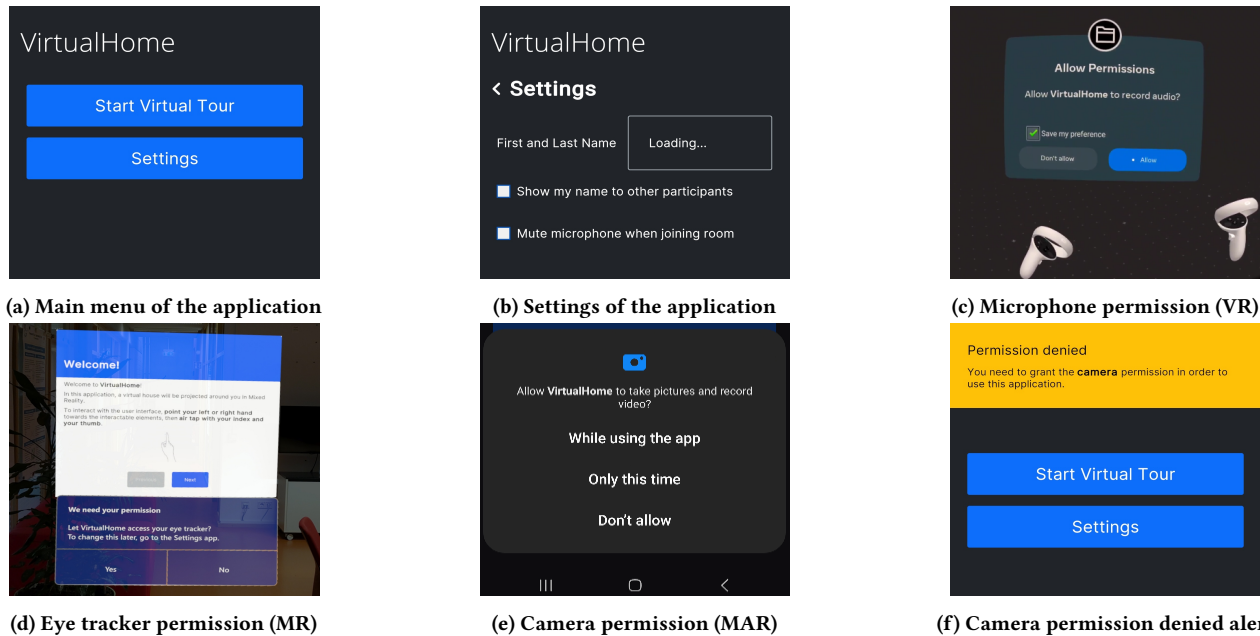 VirtualHome
Start Virtual Tour
Settings
(a) Main menu of the application
VirtualHome
< Settings
First and Last Name
Loading...
Show my name to other participants
Mute microphone when joining room
(b) Settings of the application
Allow Permissions
Allow VirtualHome to record audio?
Save my preference
Don't allow
Allow
(c) Microphone permission (VR)
Welcome!
Welcome to VirtualHome!
In this application, a virtual house will be projected around you in Mixed
Reality.
To interact with the user interface, point your left or right hand
towards the interactable elements, then air tap with your index and
your thumb.
Next
We need your permission
Let VirtualHome access your eye tracker?
To change this later, go to the Settings app.
Yes
No
(d) Eye tracker permission (MR)
Allow VirtualHome to take pictures and record
video?
While using the app
Only this time
Don't allow
(e) Camera permission (MAR)
Permission denied
You need to grant the camera permission in order to
use this application.
Start Virtual Tour
Settings
(f) Camera permission denied aler